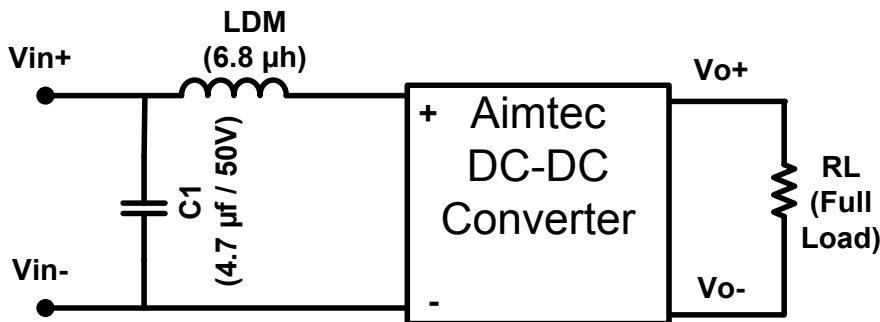 LDM
(6.8 µh)
Vin+
Vo+
+
Aimtec
DC-DC
Converter
C1
(4.7 µf / 50V)
RL
(Full
Load)
Vin-
-
Vo-